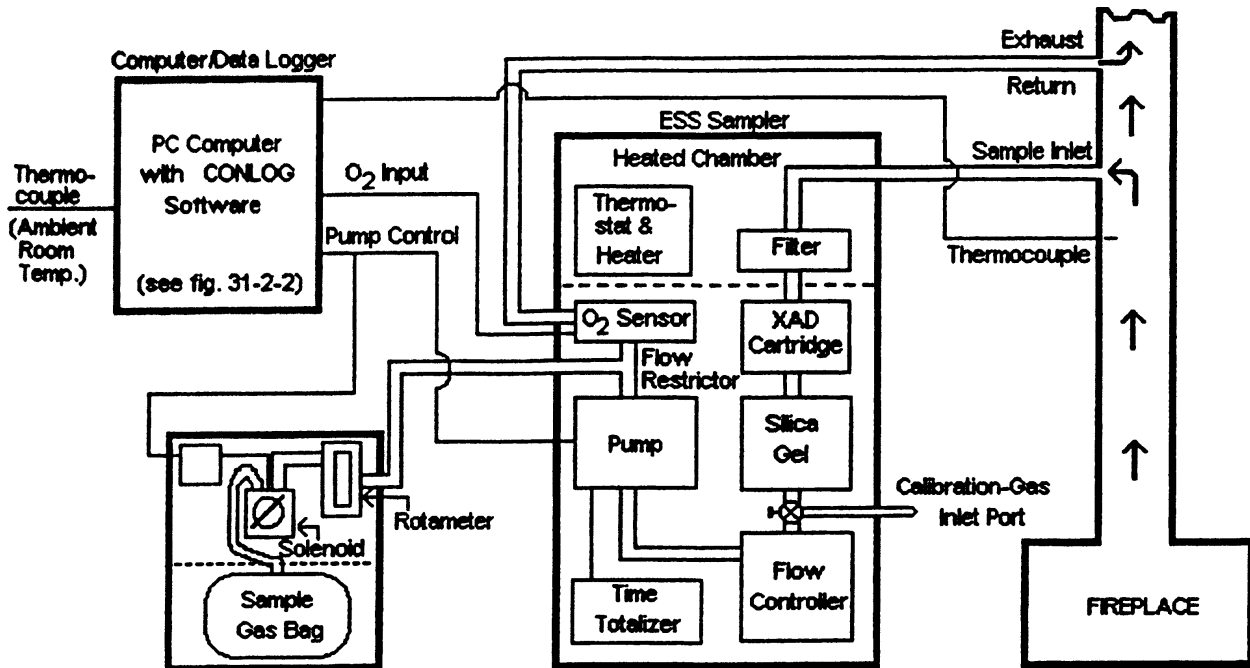 Computer/Data Logger
PC Computer
with CONLOG
Software
(see fig. 31-2-2)
Thermo-
couple
(Ambient
Room
Temp.)
O2 Input
Pump Control
Exhaust
Return
Sample Inlet
Thermocouple
ESS Sampler
Heated Chamber
Thermo-
stat &
Heater
Filter
O2 Sensor
XAD
Cartridge
Flow
Restrictor
Pump
Silica
Gel
Calibration-Gas
Inlet Port
Rotameter
Solenoid
Sample
Gas Bag
Time
Totalizer
Flow
Controller
FIREPLACE